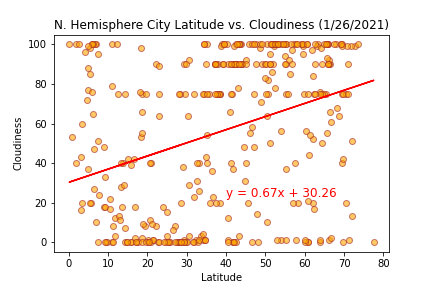 N. Hemisphere City Latitude vs. Cloudiness (1/26/2021)
100
80
60
40
20
0
Cloudiness
y = 0.67x + 30.26
0 10 20 30 40 50 60 70 80
Latitude